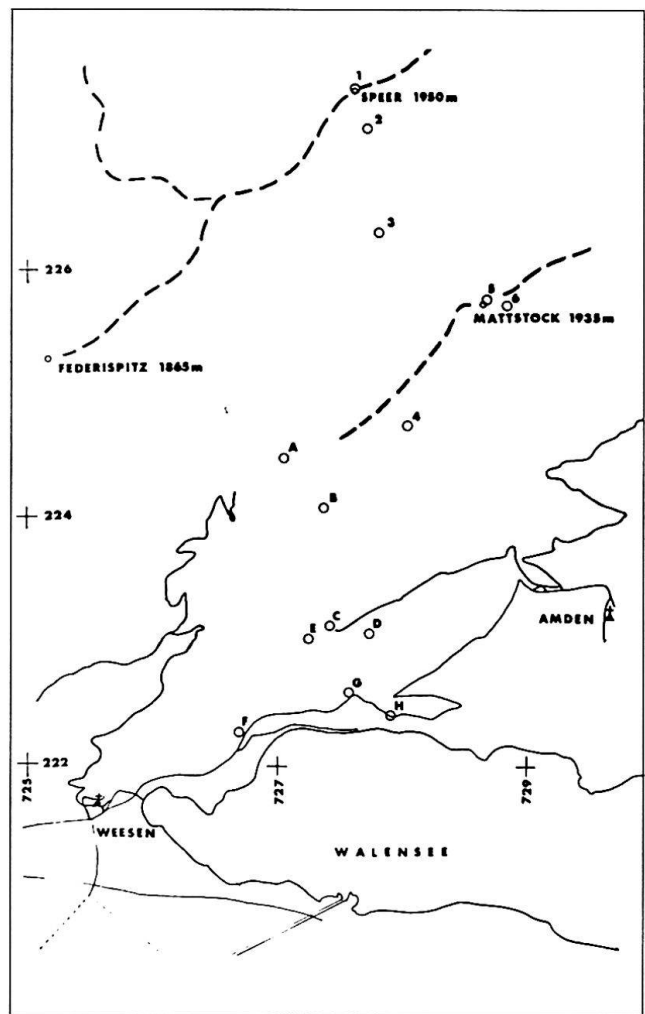 1
SPEER 1950m
2
3
226
5
6
MATTSTOCK 1935m
FEDERISPITZ 1865m
4
A
B
224
C
D
E
AMDEN
G
H
F
222
725
727
729
WEESEN
WALENSEE